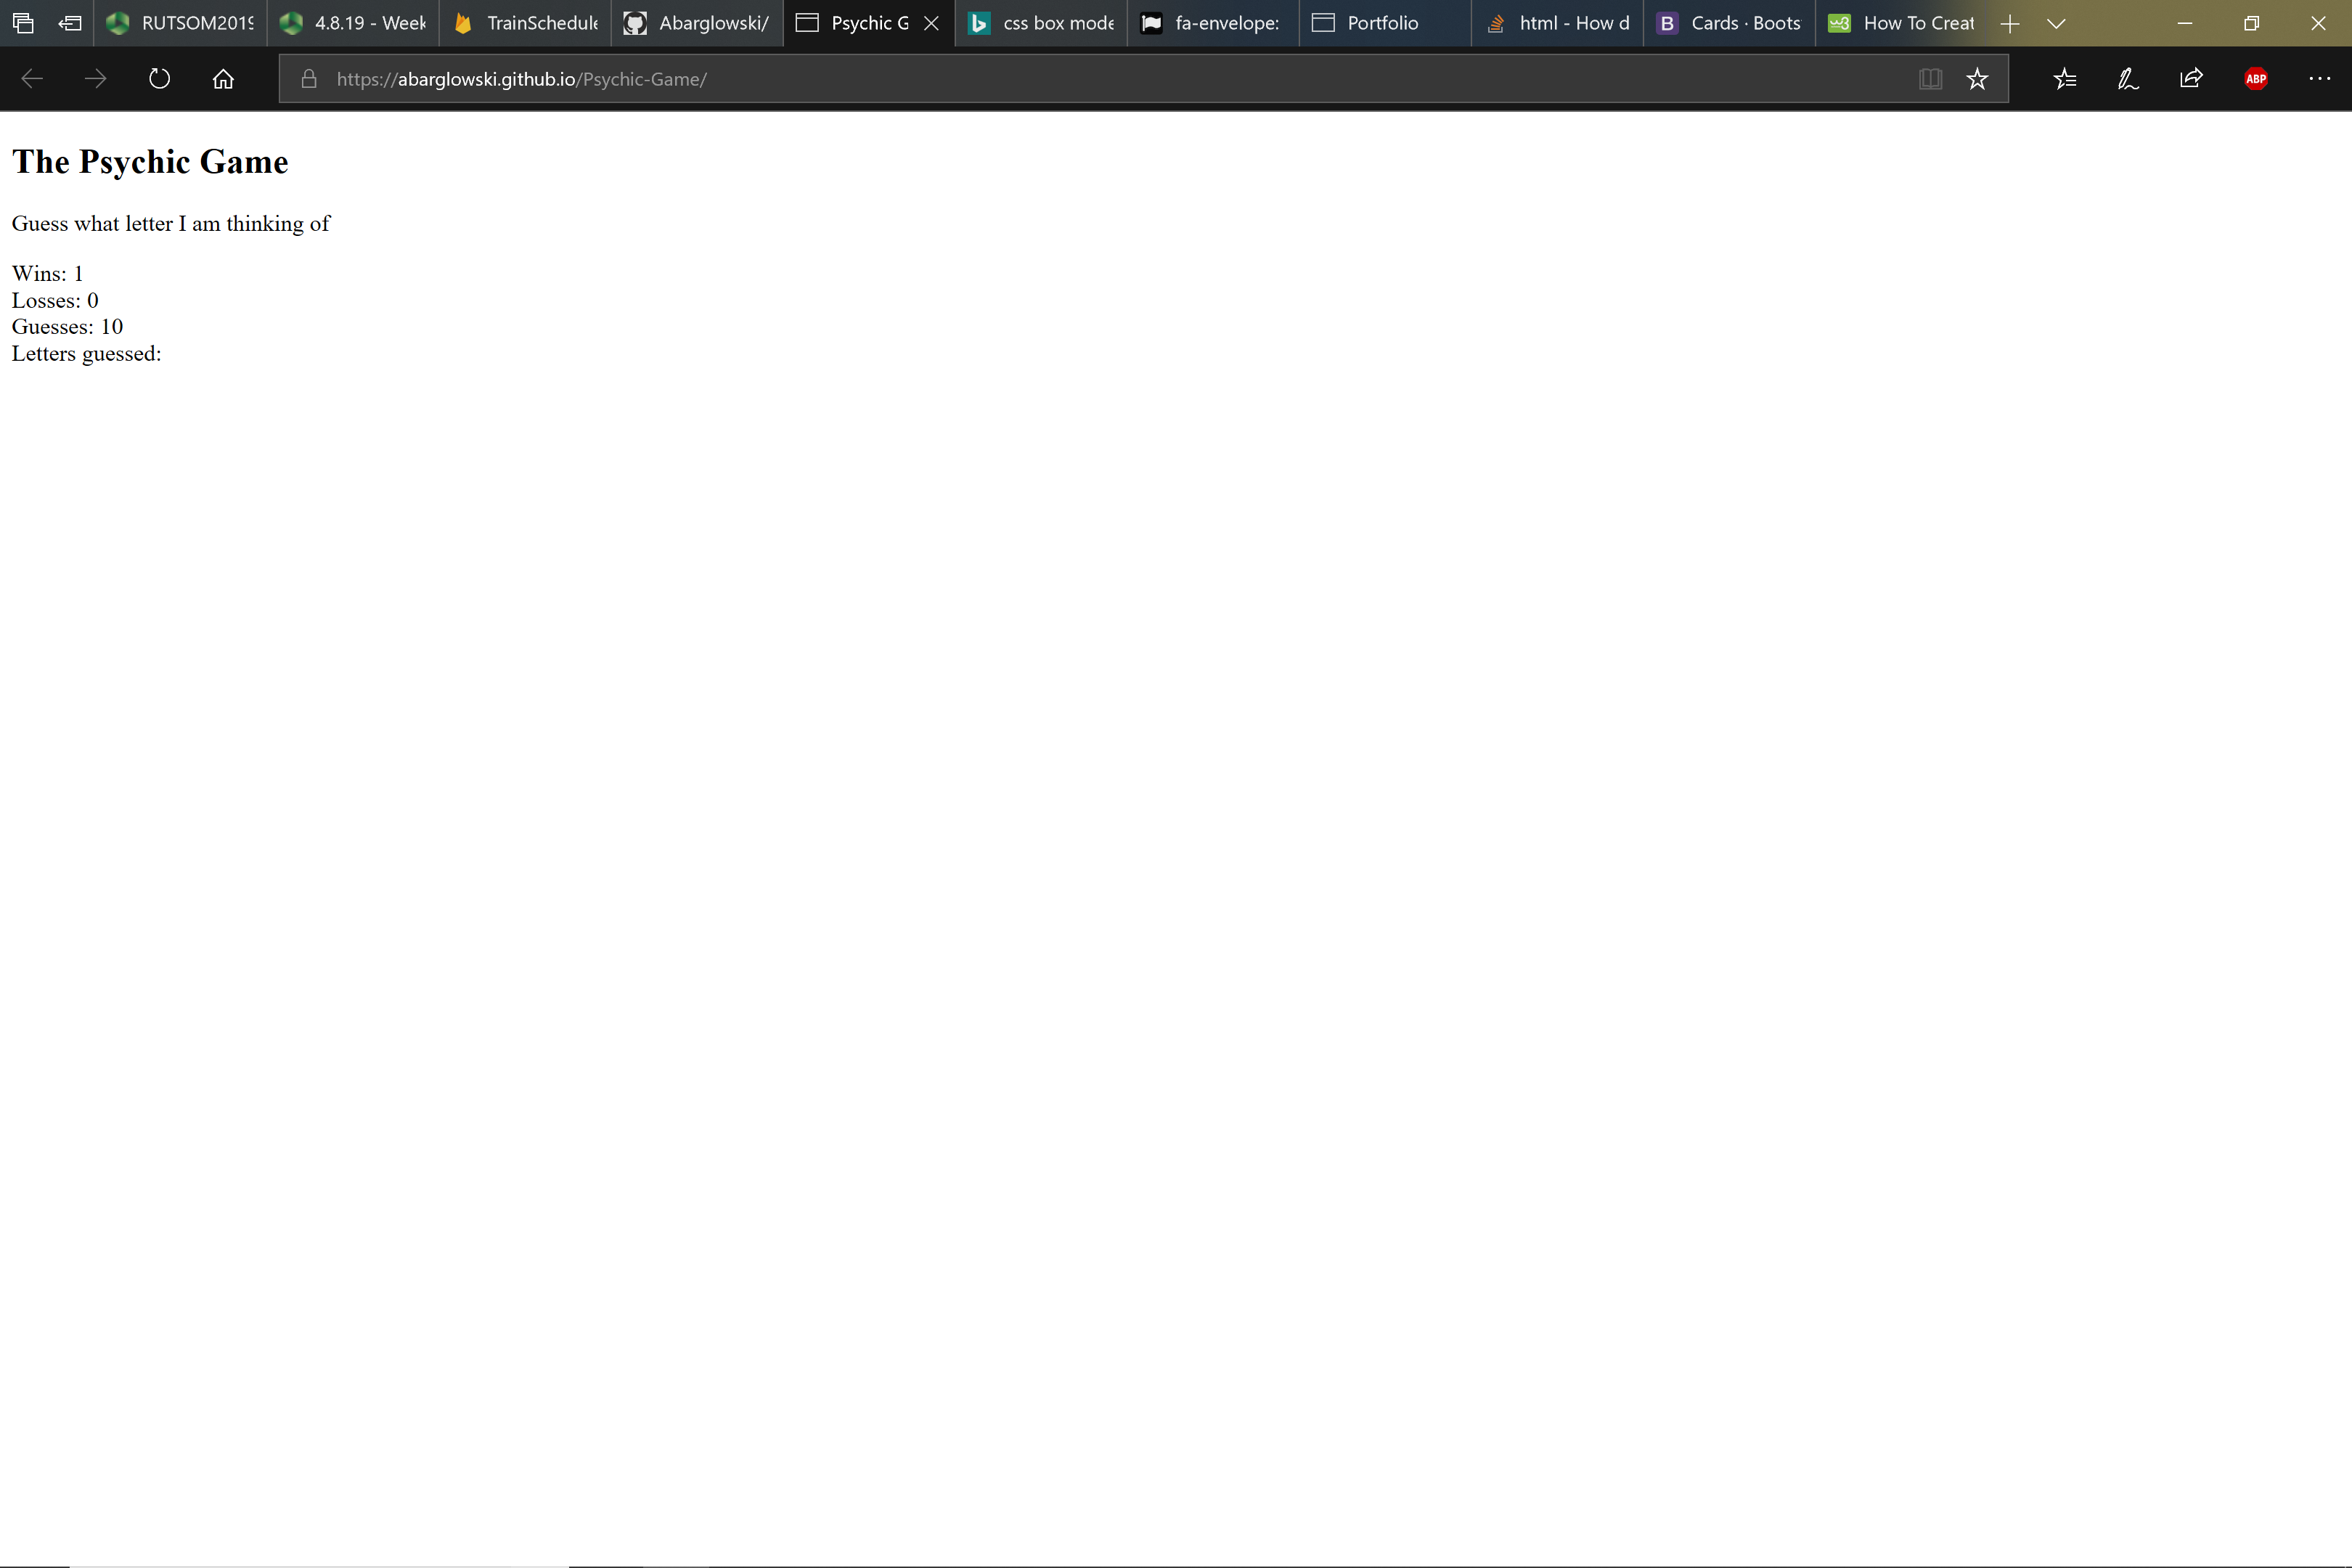 RUTSOM2019
4.8.19 - Week
TrainSchedule
Abarglowski/
Psychic G
css box mode
fa-envelope:
Portfolio
html - How d
B
Cards · Boots
w3
How To Creat
https://abarglowski.github.io/Psychic-Game/
ABP
The Psychic Game
Guess what letter I am thinking of
Wins: 1
Losses: 0
Guesses: 10
Letters guessed: